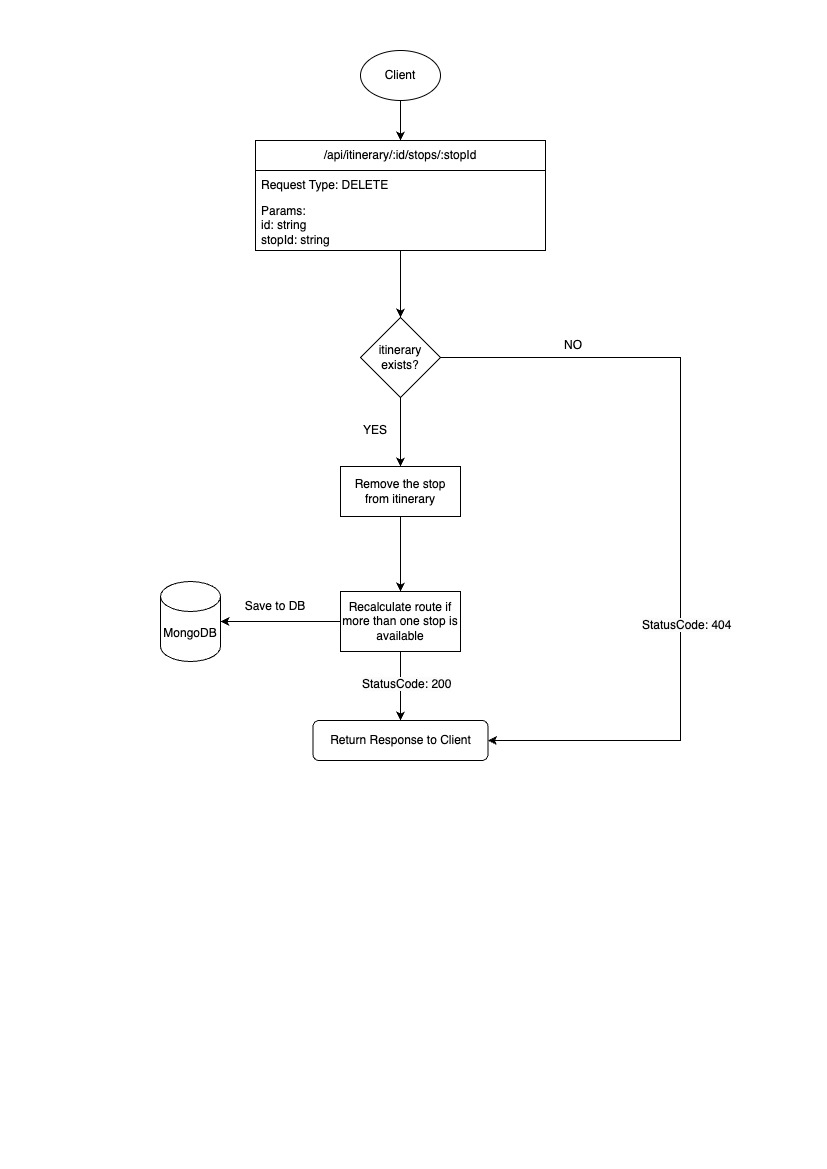 Client
/api/itinerary/:id/stops/:stopId
Request Type: DELETE
Params:
id: string
stopId: string
itinerary
exists?
NO
YES
Remove the stop
from itinerary
Save to DB
MongoDB
Recalculate route if
more than one stop is
available
StatusCode: 404
StatusCode: 200
Return Response to Client